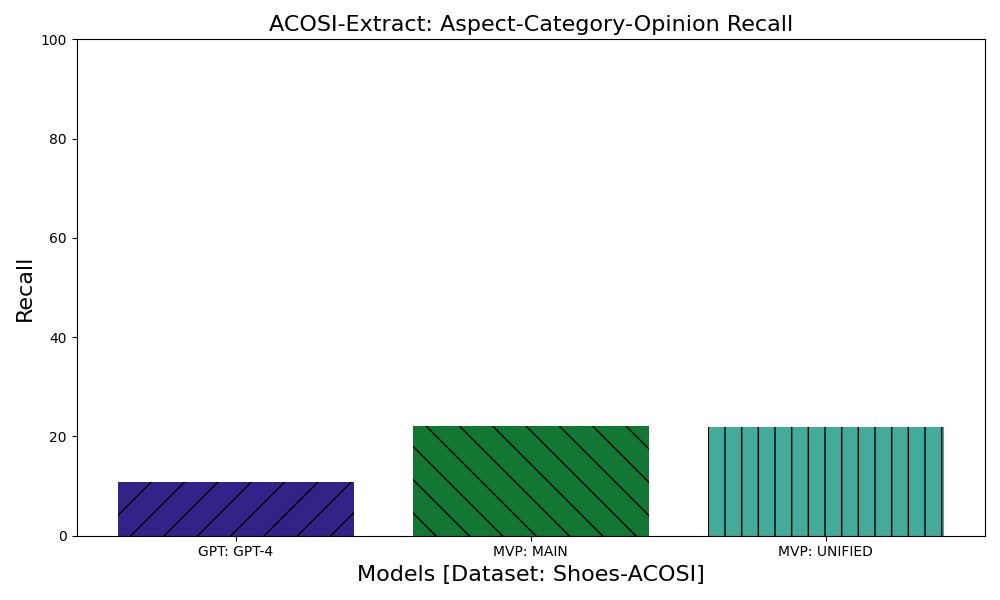 ACOSI-Extract: Aspect-Category-Opinion Recall
100
80
60
40
20
0
Recall
GPT: GPT-4
MVP: MAIN
MVP: UNIFIED
Models [Dataset: Shoes-ACOSI]